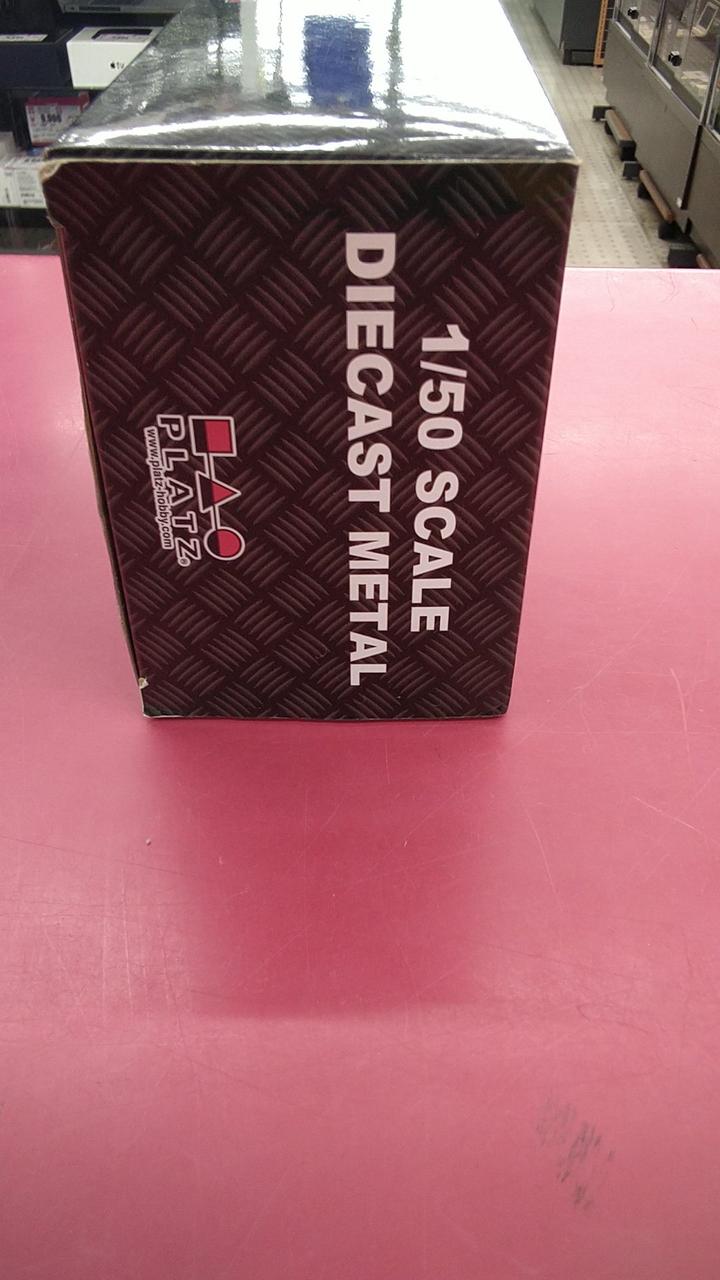 1/50 SCALE
DIECAST METAL
PLATZ®
www.platz-hobby.com